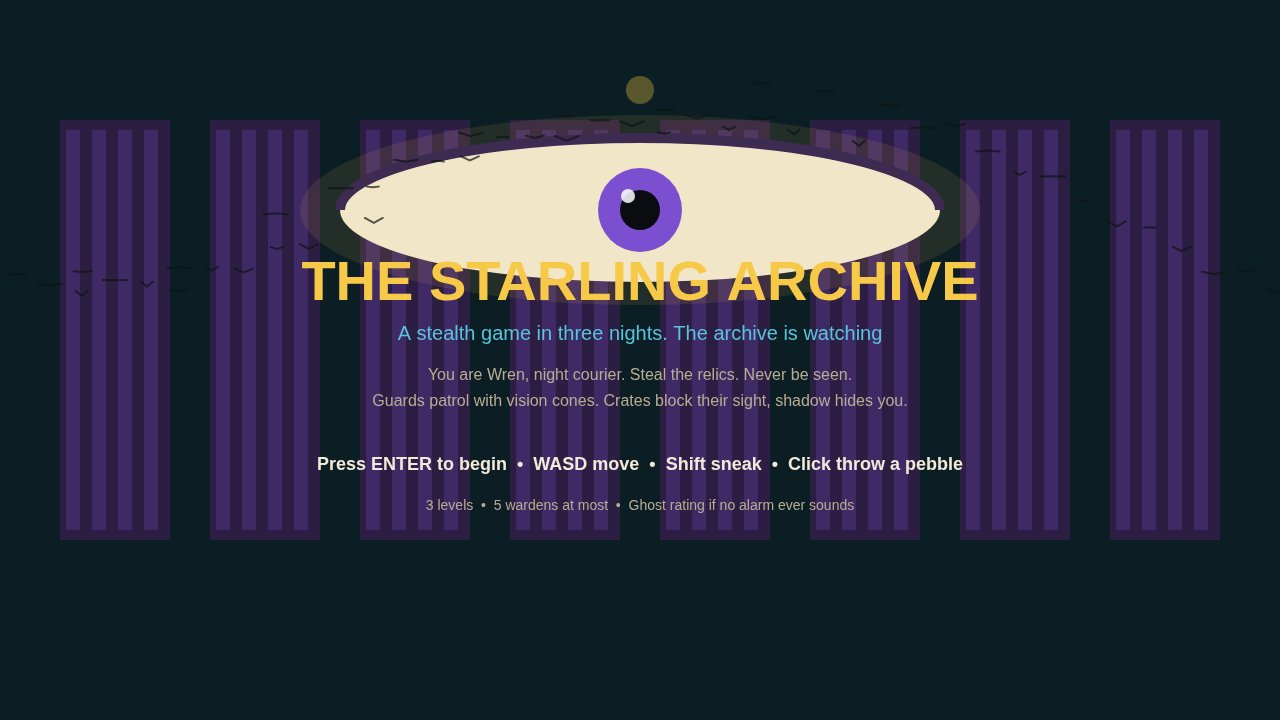 THE STARLING ARCHIVE
A stealth game in three nights. The archive is watching
You are Wren, night courier. Steal the relics. Never be seen.
Guards patrol with vision cones. Crates block their sight, shadow hides you.
Press ENTER to begin • WASD move • Shift sneak • Click throw a pebble
3 levels • 5 wardens at most • Ghost rating if no alarm ever sounds